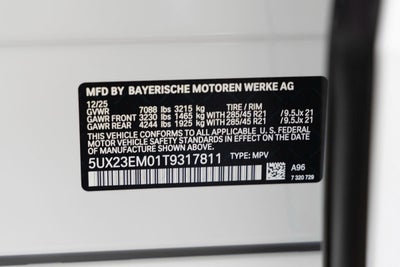 MFD BY BAYERISCHE MOTOREN WERKE AG
12/25
GVWR 7088 lbs 3215 kg TIRE / RIM
GAWR FRONT 3230 lbs 1465 kg 285/45 R21 / 9.5Jx 21
GAWR REAR 4244 lbs 1925 kg 285/45 R21 / 9.5Jx 21
THIS VEHICLE CONFORMS TO ALL APPLICABLE U.S. FEDERAL
MOTOR VEHICLE SAFETY STANDARDS IN EFFECT ON THE DATE
OF MANUFACTURE SHOWN ABOVE.
5UX23EM01T9317811 TYPE: MPV
A96
7 320 729